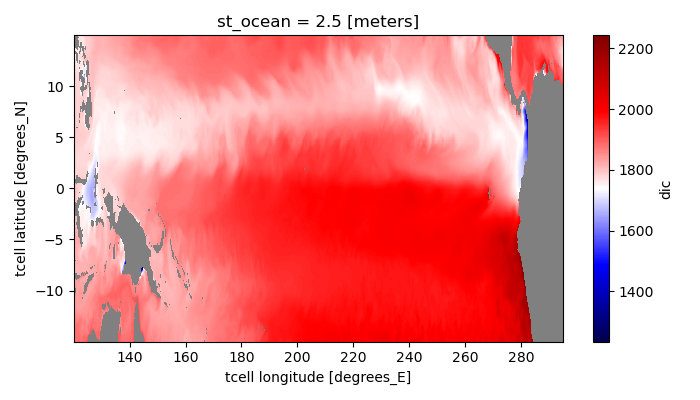 st_ocean = 2.5 [meters]
tcell latitude [degrees_N]
10
5
0
−5
−10
140 160 180 200 220 240 260 280
tcell longitude [degrees_E]
2200
2000
1800
1600
1400
dic